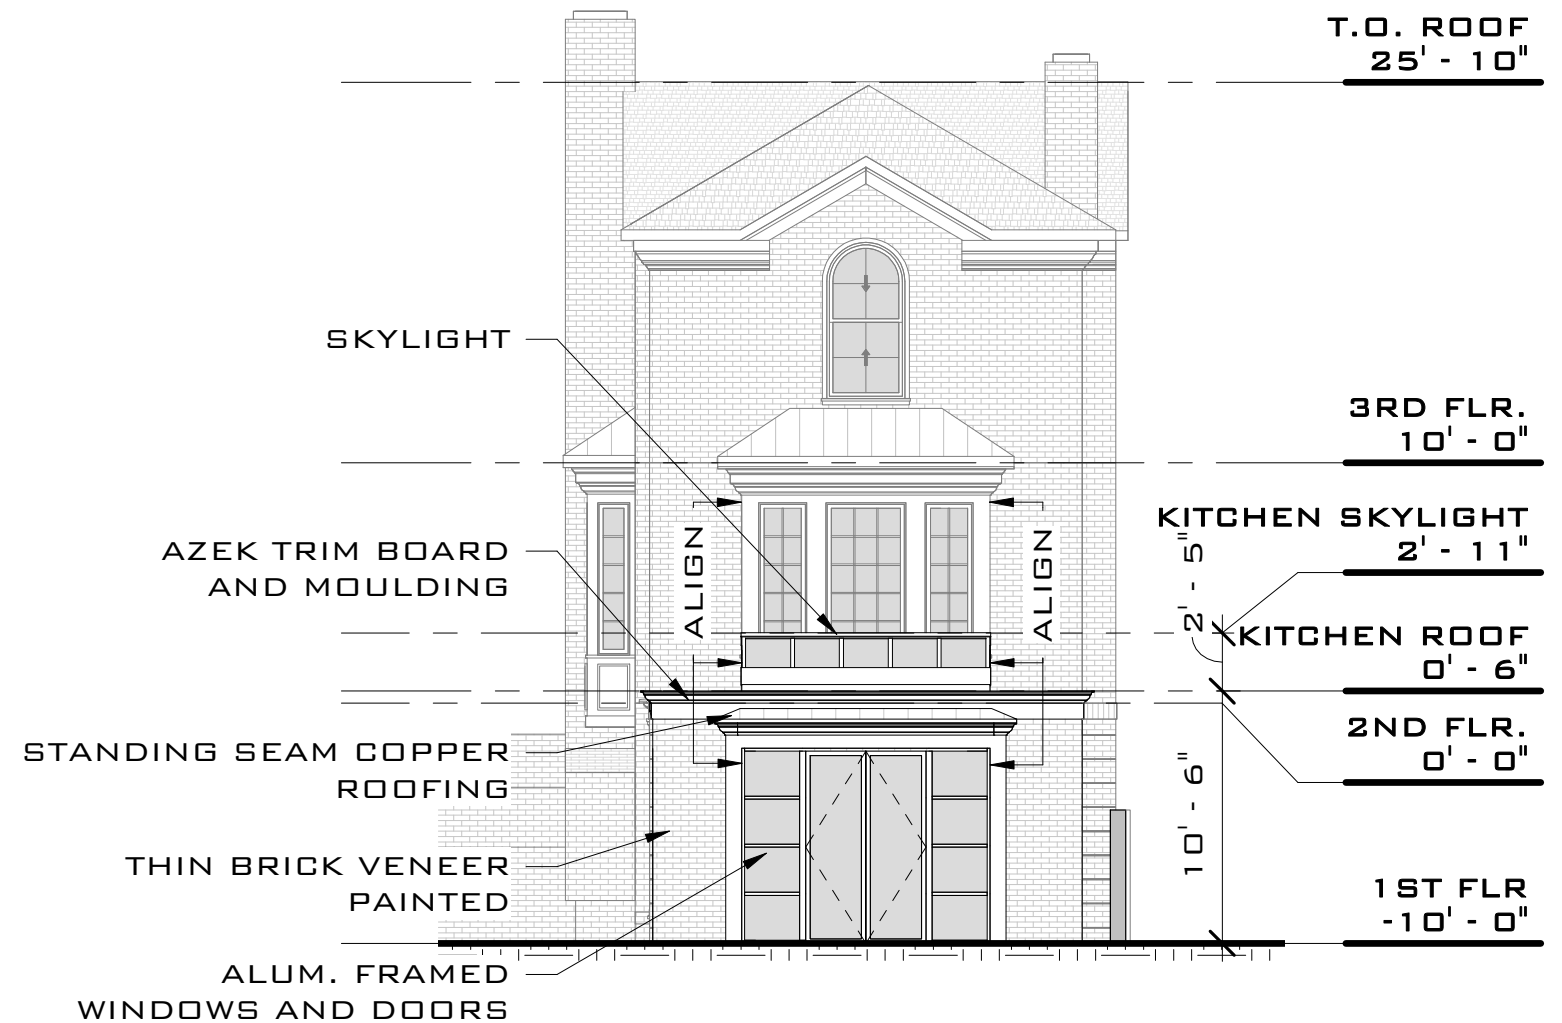 T.O. ROOF
25' - 10"
SKYLIGHT
3RD FLR.
10' - 0"
KITCHEN SKYLIGHT
2' - 11"
AZEK TRIM BOARD
AND MOULDING
ALIGN
ALIGN
2' - 5"
KITCHEN ROOF
0' - 6"
2ND FLR.
0' - 0"
STANDING SEAM COPPER
ROOFING
10' - 6"
THIN BRICK VENEER
PAINTED
1ST FLR
-10' - 0"
ALUM. FRAMED
WINDOWS AND DOORS